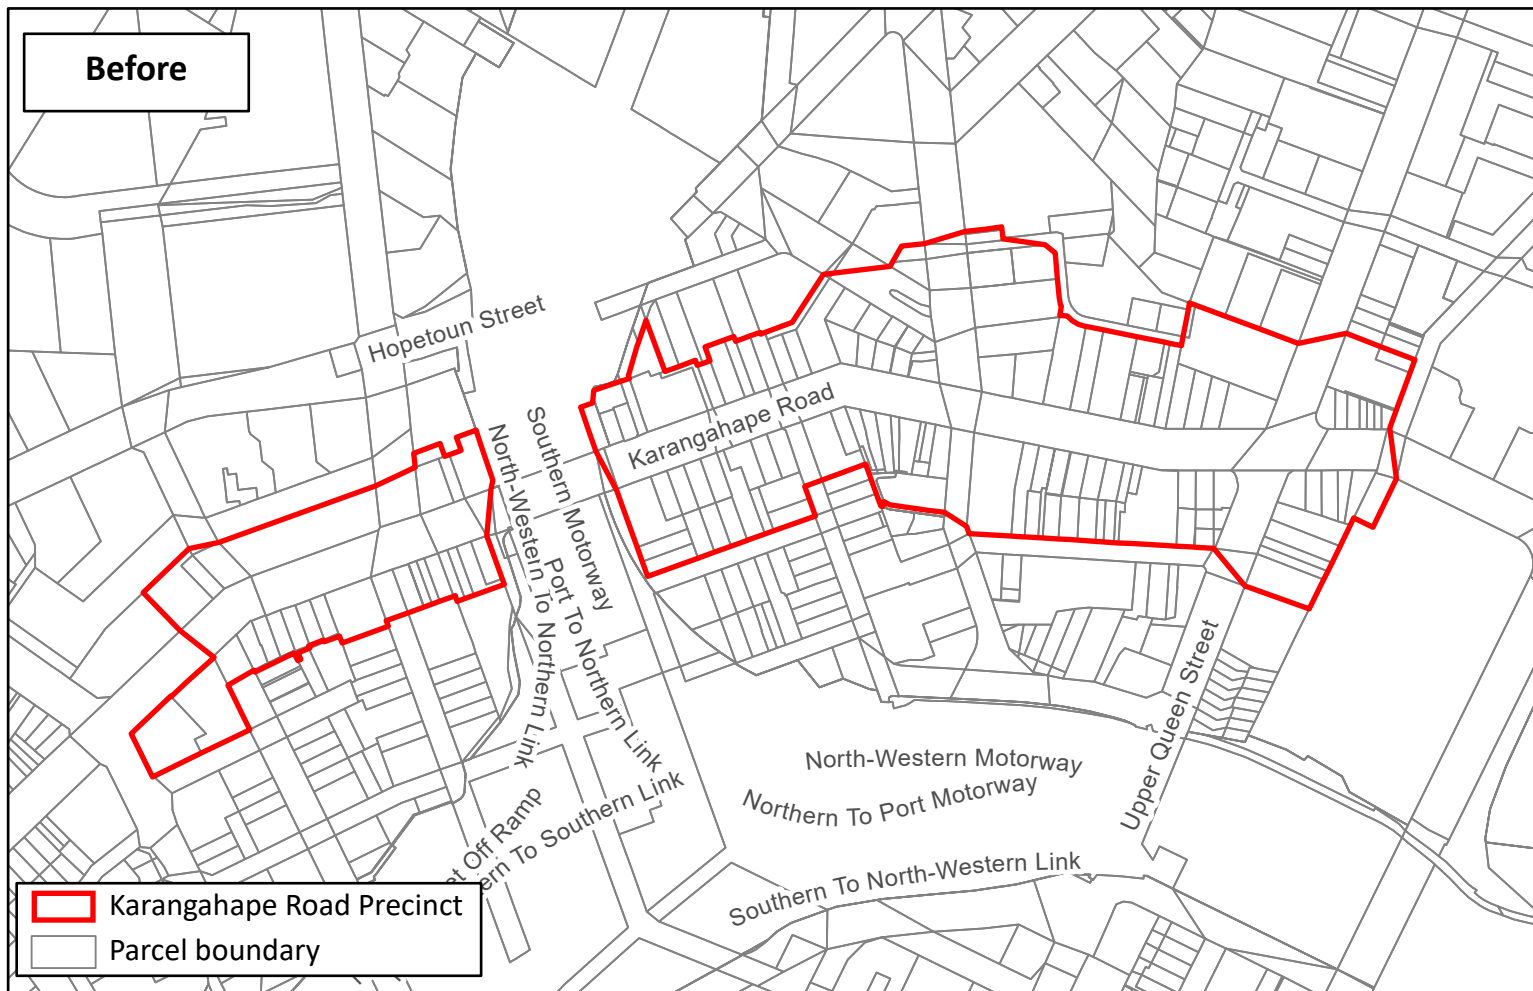 Before
Hopetoun Street
Karangahape Road
Southern Motorway
North-Western To Northern Link
Port To Northern Link
Upper Queen Street
North-Western Motorway
Northern To Port Motorway
Southern To North-Western Link
Off Ramp
To Southern Link
Karangahape Road Precinct
Parcel boundary